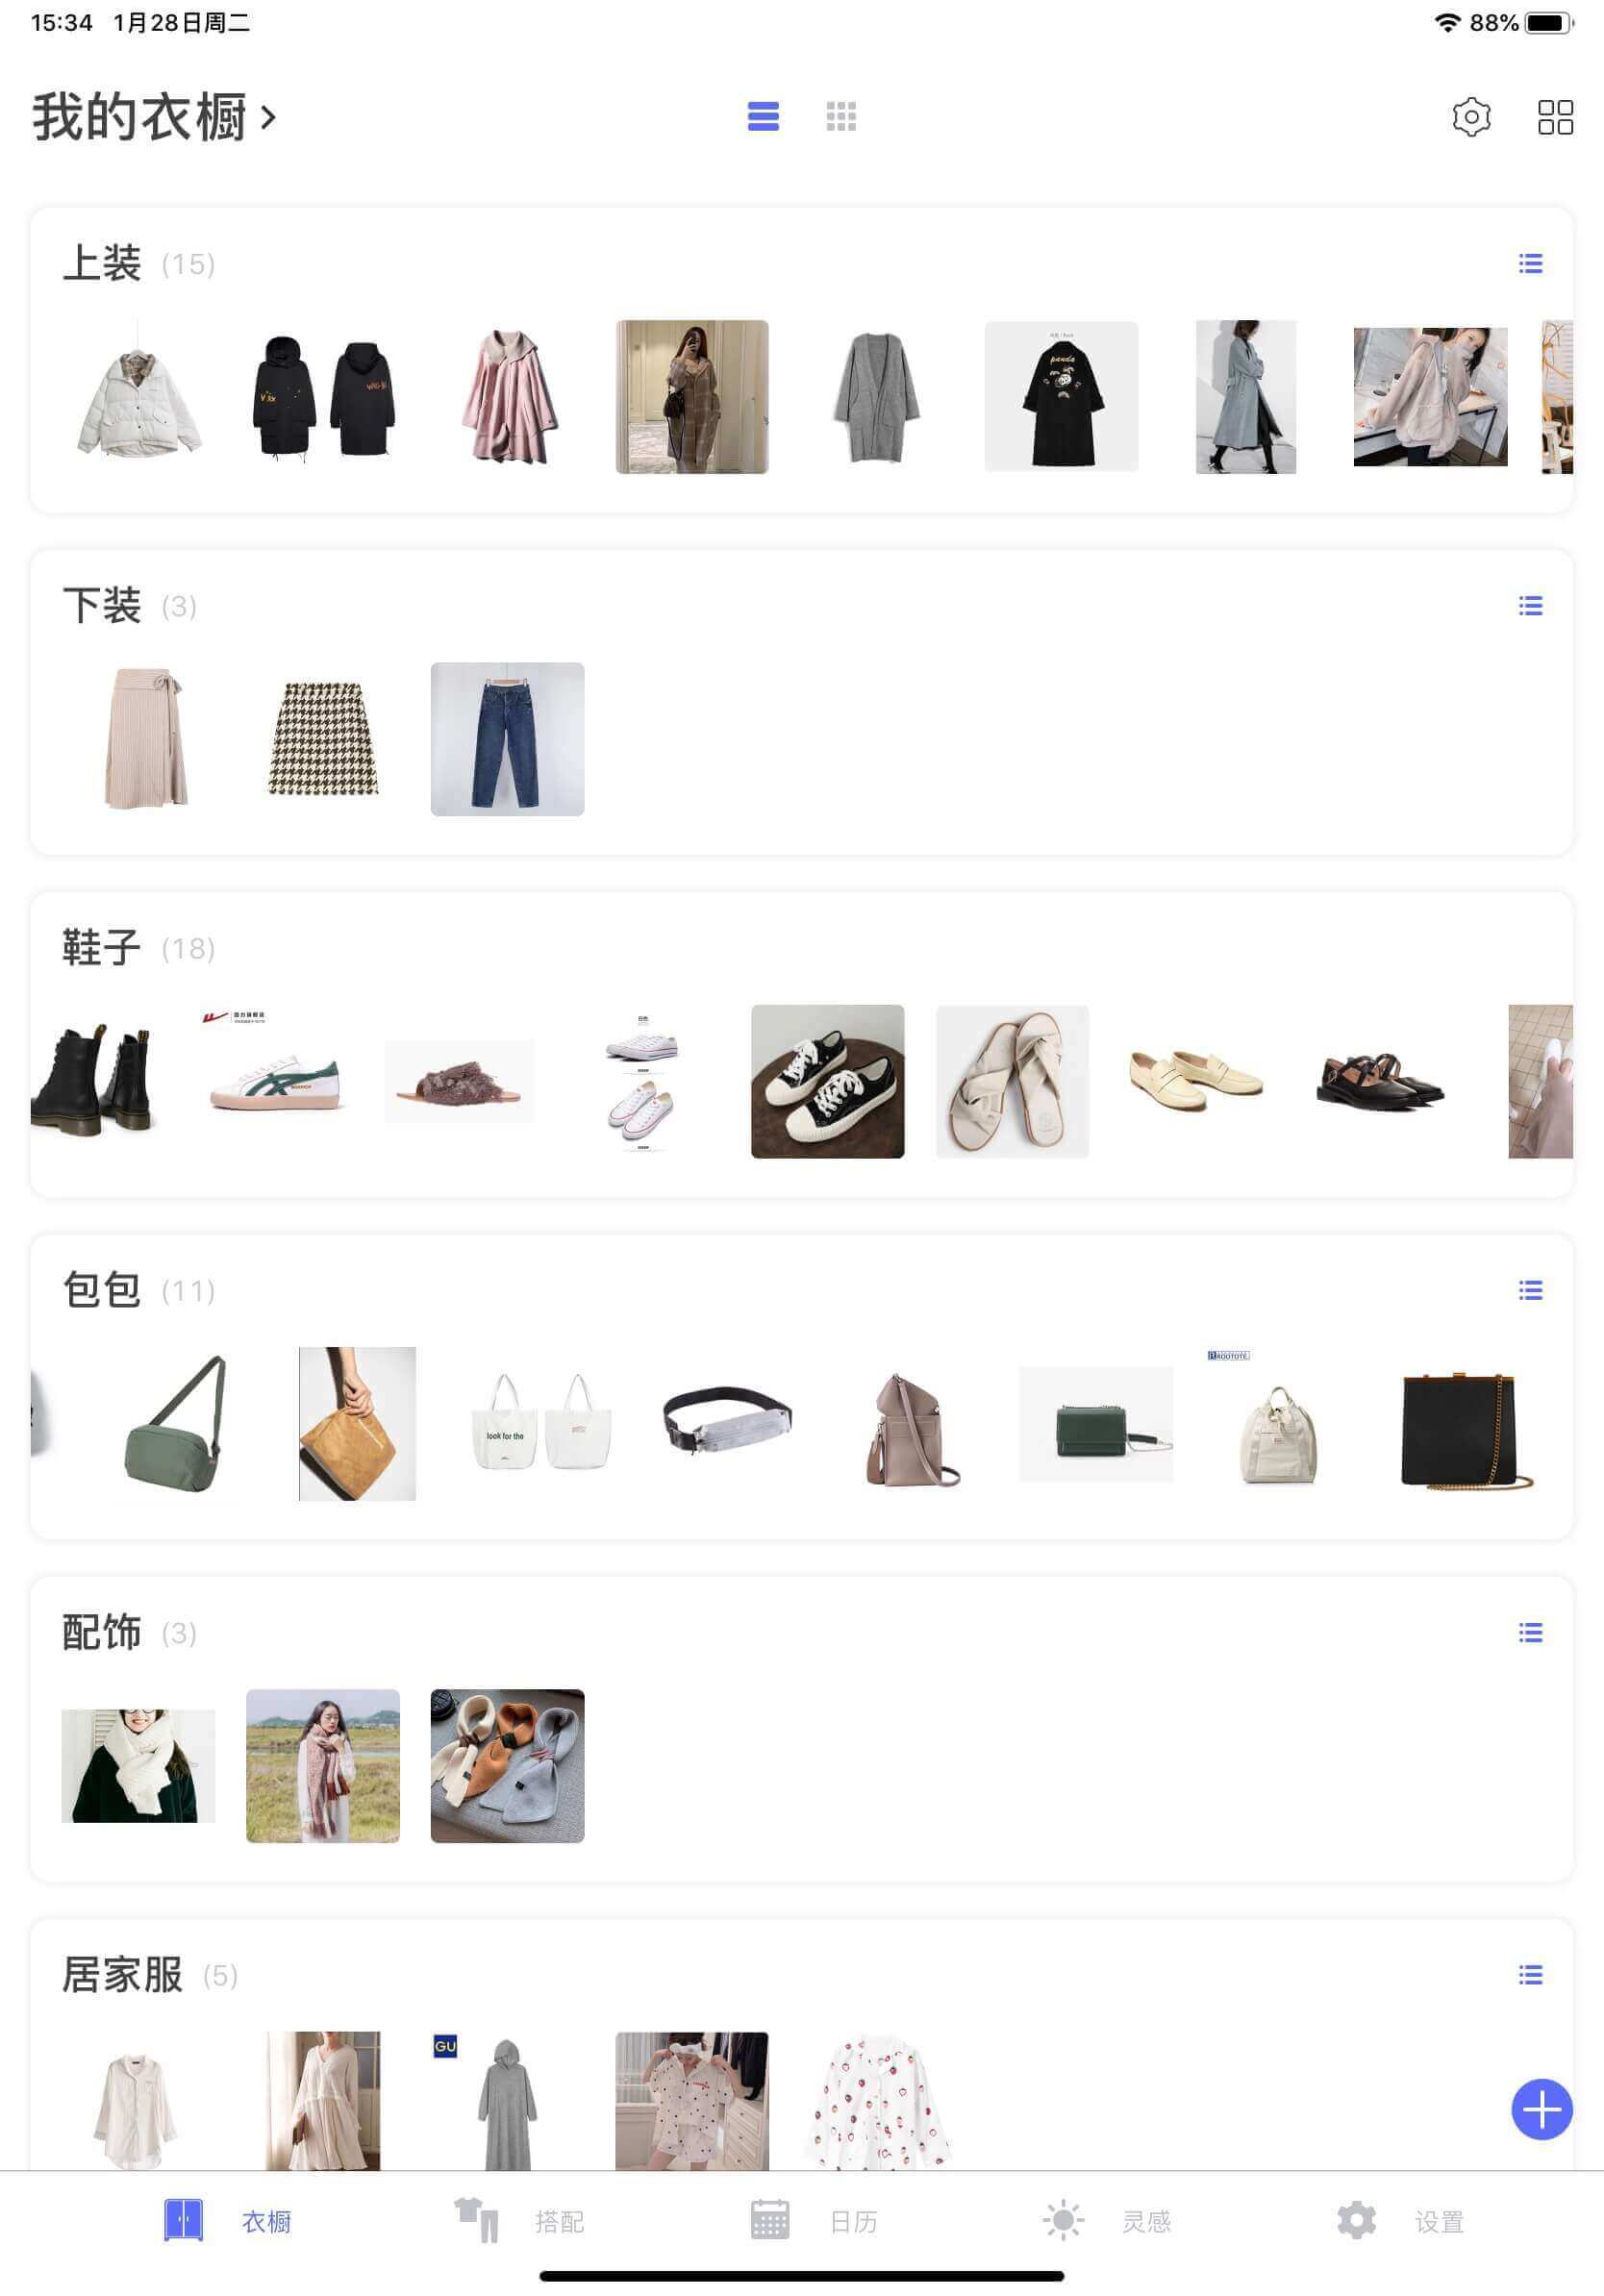 15:34 1月28日周二
88%
我的衣橱
上装 (15)
panda
下装 (3)
鞋子 (18)
包包 (11)
look for the
ROOTOTE
配饰 (3)
居家服 (5)
GU
衣橱
搭配
日历
灵感
设置